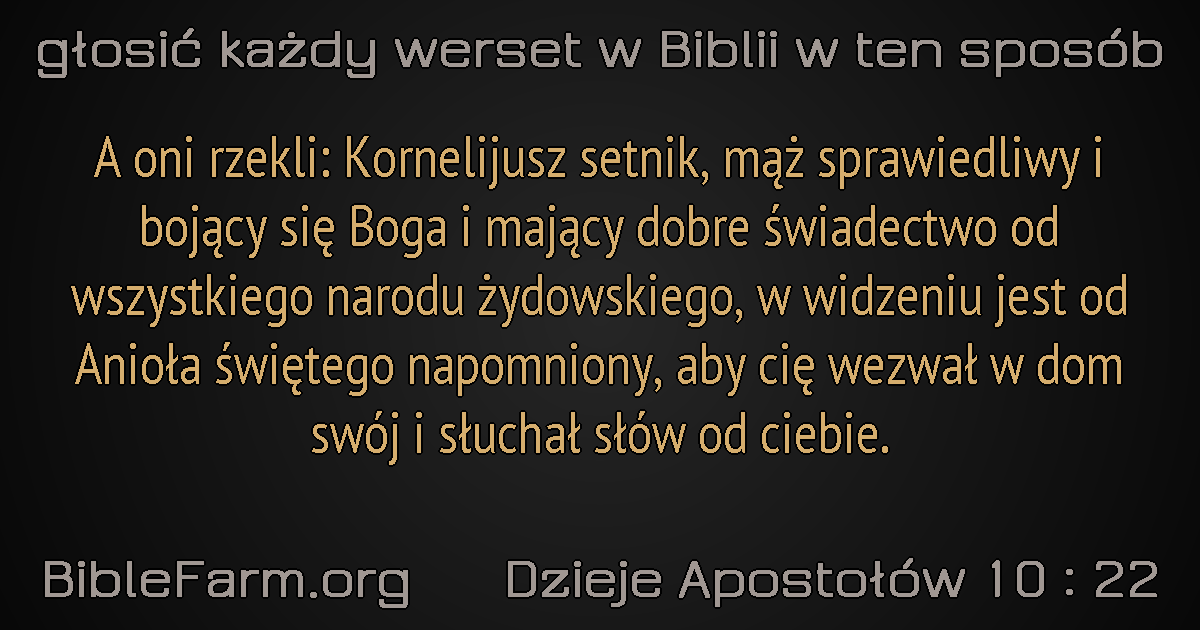 głosić każdy werset w Biblii w ten sposób
A oni rzekli: Kornelijusz setnik, mąż sprawiedliwy i
bojący się Boga i mający dobre świadectwo od
wszystkiego narodu żydowskiego, w widzeniu jest od
Anioła świętego napomniony, aby cię wezwał w dom
swój i słuchał słów od ciebie.
BibleFarm.org Dzieje Apostołów 10 : 22